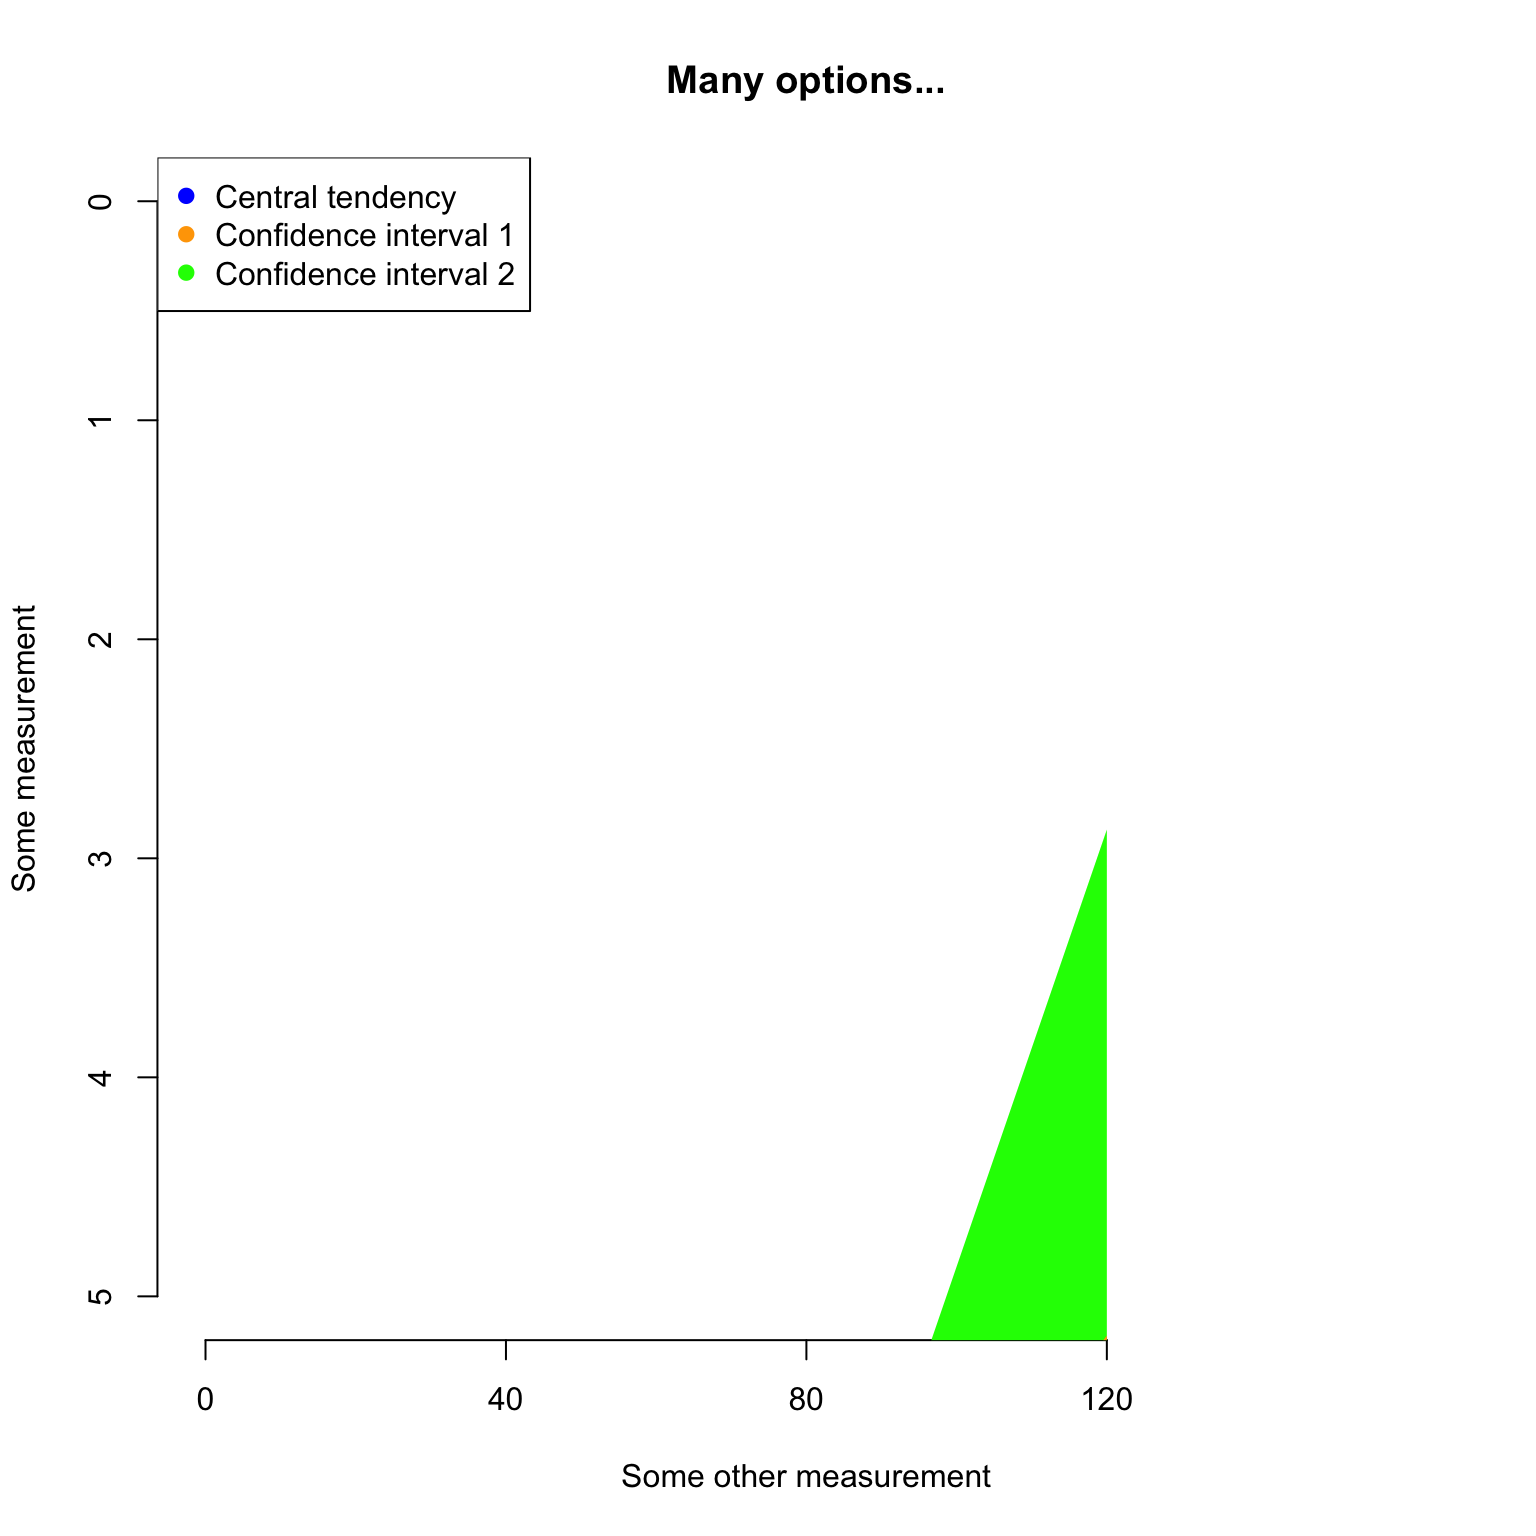 Many options...
Central tendency
Confidence interval 1
Confidence interval 2
0
1
2
3
4
5
Some measurement
0 40 80 120
Some other measurement